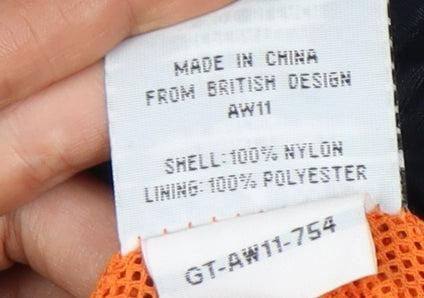 MADE IN CHINA
FROM BRITISH DESIGN
AW11
SHELL: 100% NYLON
LINING: 100% POLYESTER
GT-AW11-754